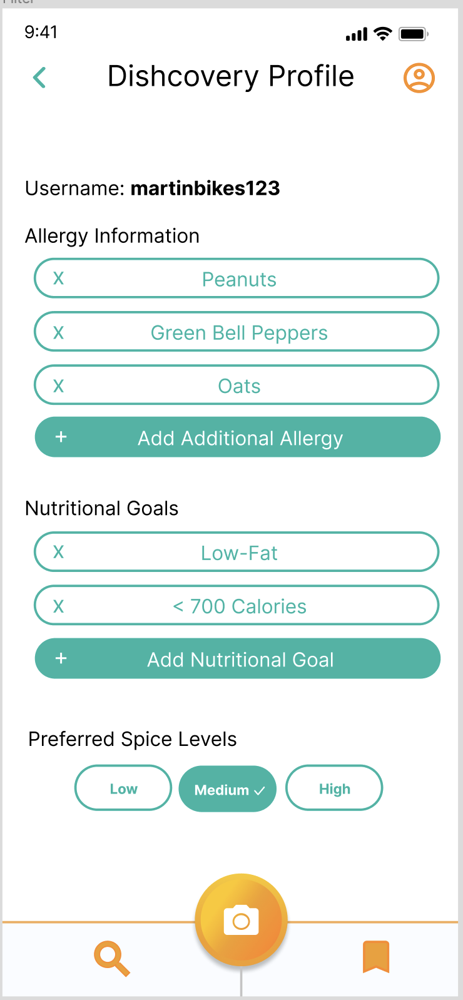 Filter
9:41
Dishcovery Profile
Username: martinbikes123
Allergy Information
X Peanuts
X Green Bell Peppers
X Oats
+ Add Additional Allergy
Nutritional Goals
X Low-Fat
X < 700 Calories
+ Add Nutritional Goal
Preferred Spice Levels
Low Medium ✓ High